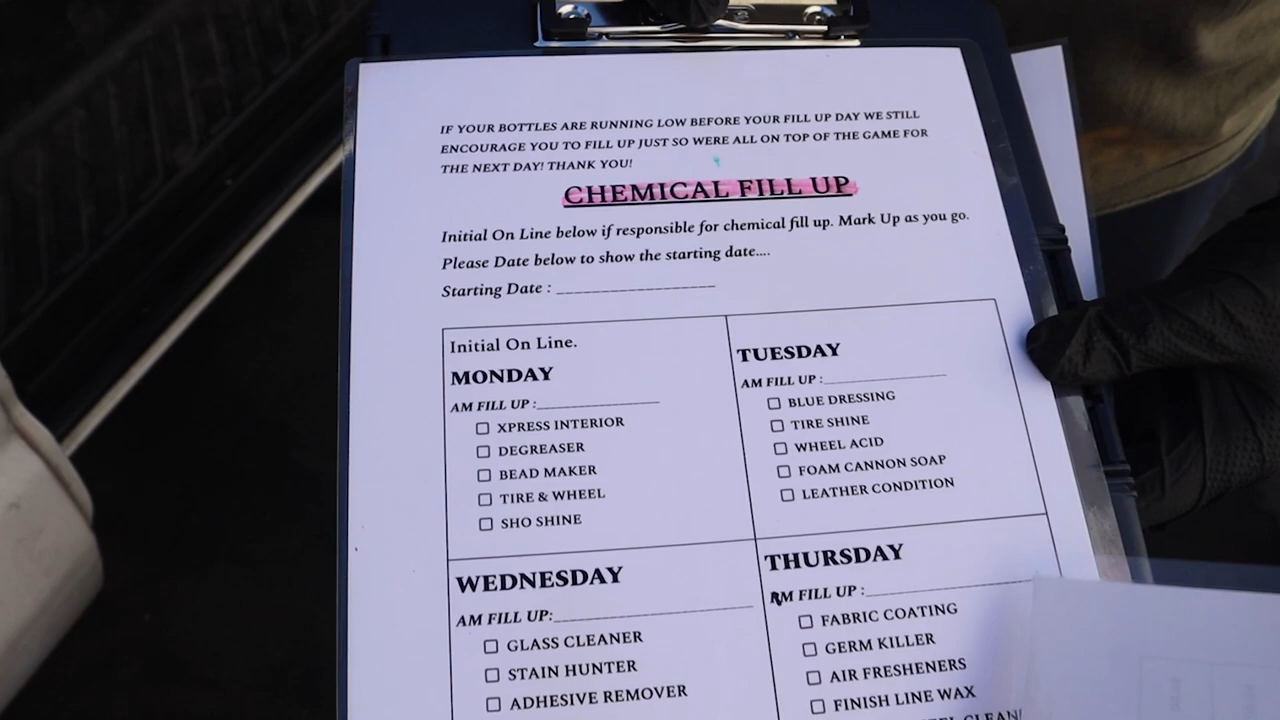 IF YOUR BOTTLES ARE RUNNING LOW BEFORE YOUR FILL UP DAY WE STILL
ENCOURAGE YOU TO FILL UP JUST SO WERE ALL ON TOP OF THE GAME FOR
THE NEXT DAY! THANK YOU!
CHEMICAL FILL UP
Initial On Line below if responsible for chemical fill up. Mark Up as you go.
Please Date below to show the starting date....
Starting Date : ____________________
Initial On Line.
MONDAY
AM FILL UP :____________________
XPRESS INTERIOR
DEGREASER
BEAD MAKER
TIRE & WHEEL
SHO SHINE
TUESDAY
AM FILL UP :____________________
BLUE DRESSING
TIRE SHINE
WHEEL ACID
FOAM CANNON SOAP
LEATHER CONDITION
WEDNESDAY
AM FILL UP:____________________
GLASS CLEANER
STAIN HUNTER
ADHESIVE REMOVER
THURSDAY
AM FILL UP :____________________
FABRIC COATING
GERM KILLER
AIR FRESHENERS
FINISH LINE WAX